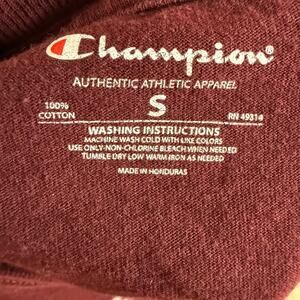 Champion®
AUTHENTIC ATHLETIC APPAREL
100%
COTTON
S
RN 49314
WASHING INSTRUCTIONS
MACHINE WASH COLD WITH LIKE COLORS
USE ONLY-NON-CHLORINE BLEACH WHEN NEEDED
TUMBLE DRY LOW WARM IRON AS NEEDED
MADE IN HONDURAS